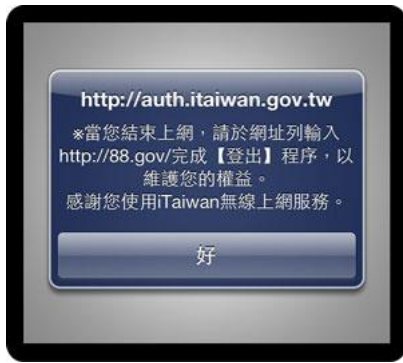 http://auth.itaiwan.gov.tw
※當您結束上網，請於網址列輸入
http://88.gov/完成【登出】程序，以
維護您的權益。
感謝您使用iTaiwan無線上網服務。
好